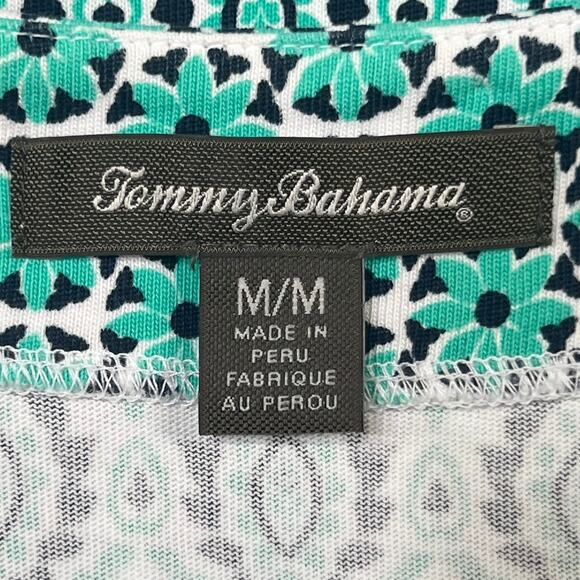 Tommy Bahama®
M/M
MADE IN
PERU
FABRIQUE
AU PEROU